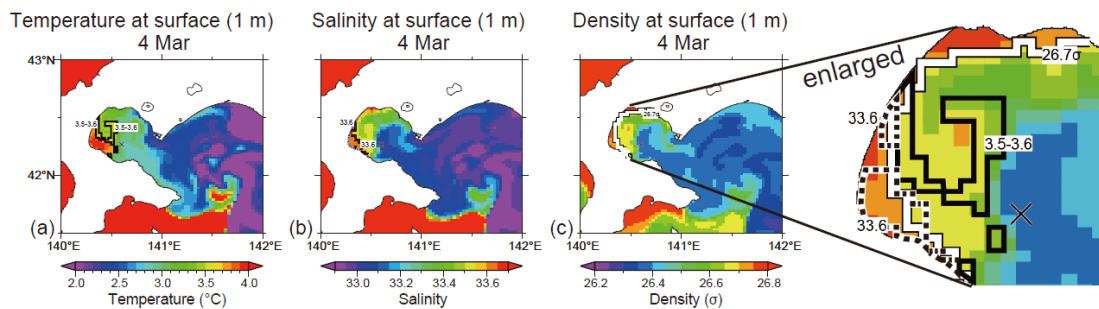 Temperature at surface (1 m)
4 Mar
Salinity at surface (1 m)
4 Mar
Density at surface (1 m)
4 Mar
43°N
42°N
3.5-3.6
3.5-3.6
(a)
140°E
141°E
142°E
2.0 2.5 3.0 3.5 4.0
Temperature (°C)
33.6
33.6
(b)
140°E
141°E
142°E
33.0 33.2 33.4 33.6
Salinity
26.7σ
(c)
140°E
141°E
142°E
26.2 26.4 26.6 26.8
Density (σ)
enlarged
26.7σ
33.6
3.5-3.6
33.6